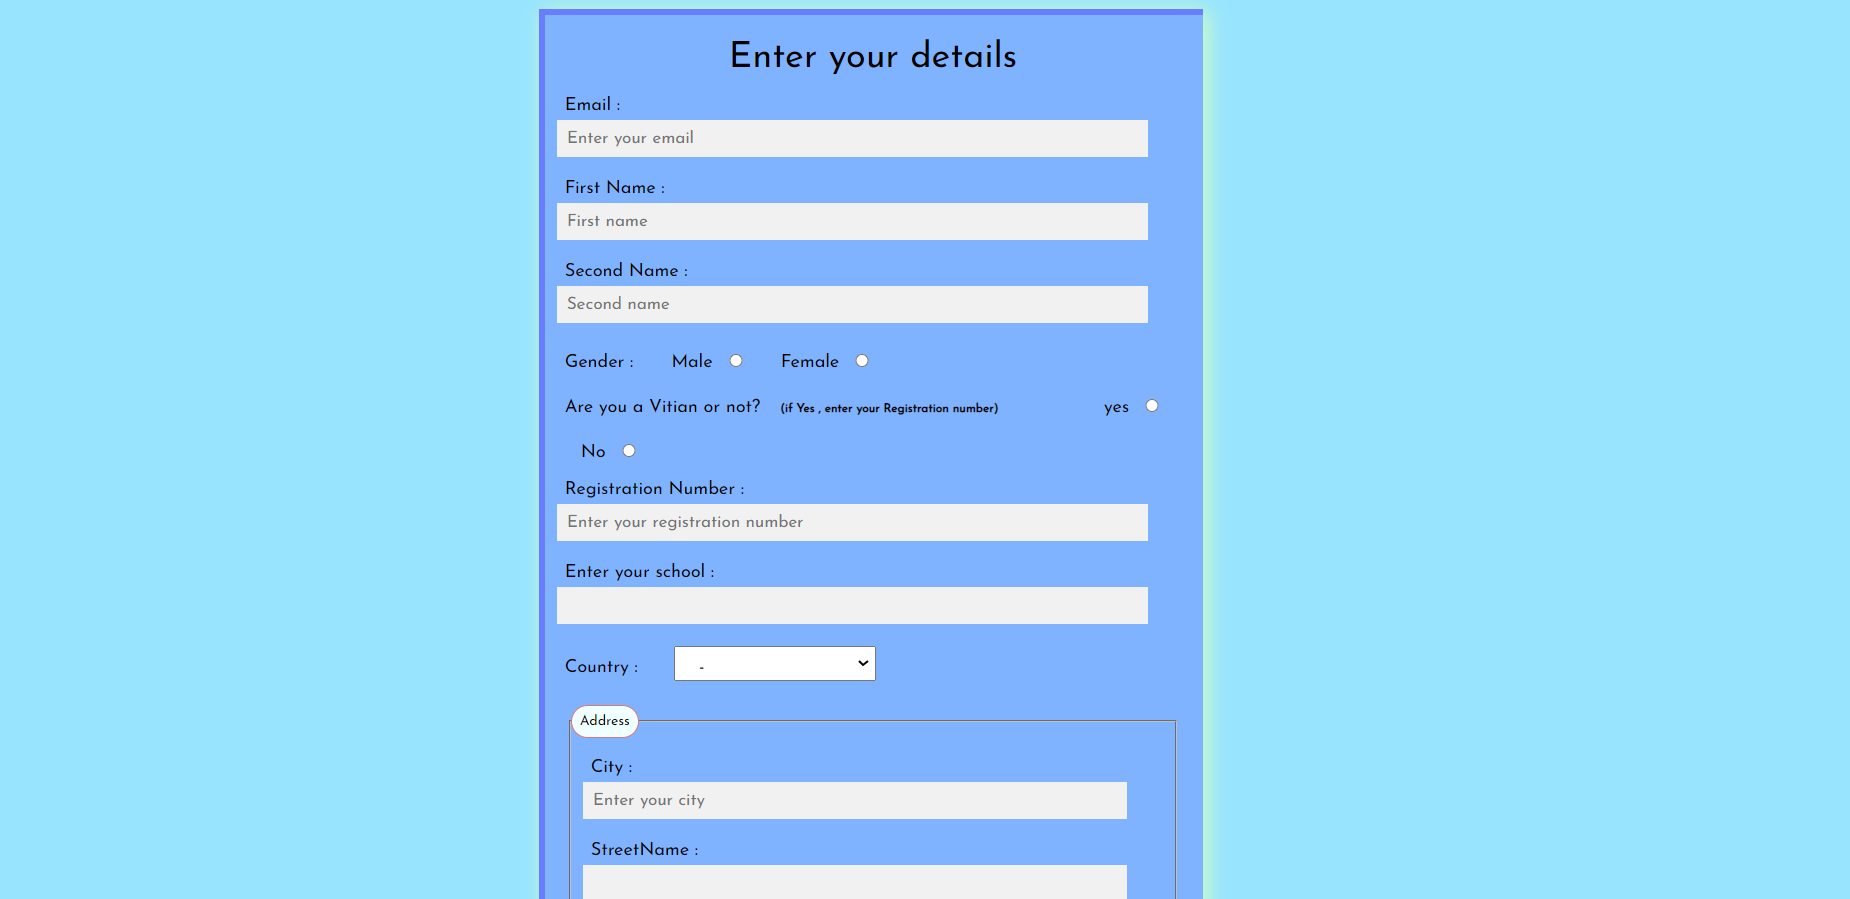 Enter your details
Email :
Enter your email
First Name :
First name
Second Name :
Second name
Gender : Male Female
Are you a Vitian or not? (if Yes , enter your Registration number) yes
No
Registration Number :
Enter your registration number
Enter your school :
Country : -
Address
City :
Enter your city
StreetName :